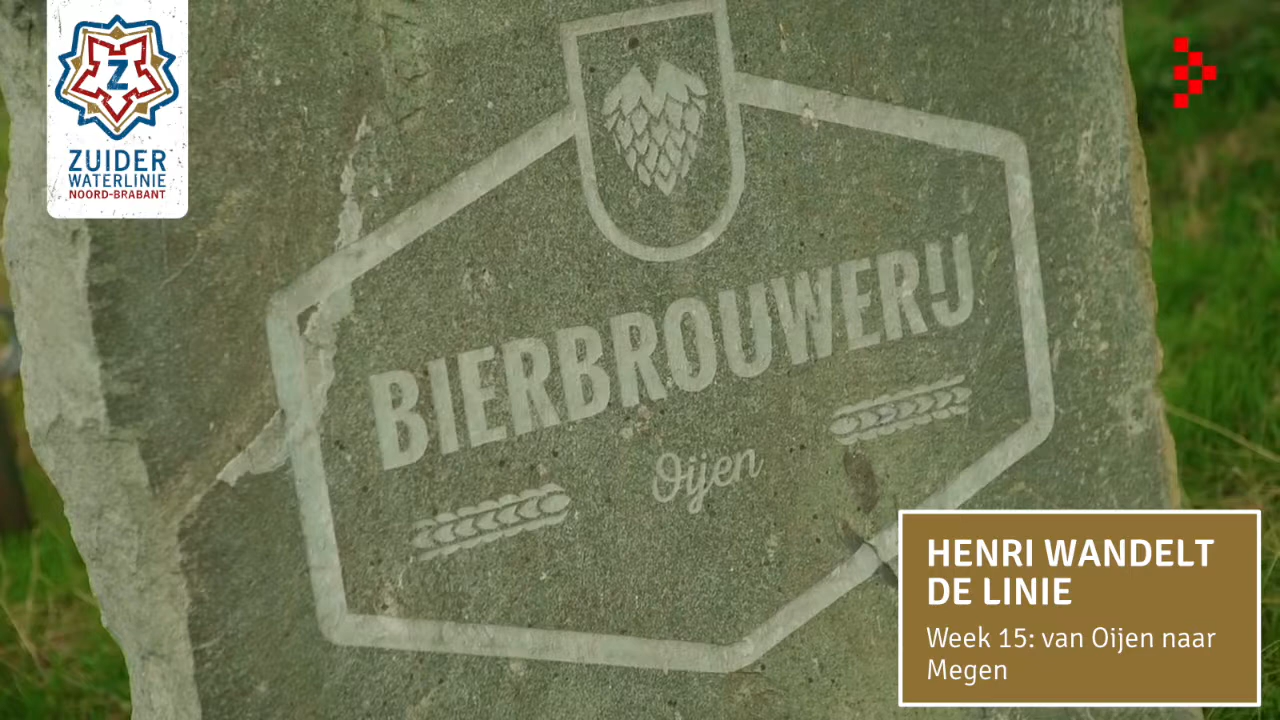 Z
ZUIDER
WATERLINIE
NOORD-BRABANT
BIERBROUWERIJ
Oijen
HENRI WANDELT
DE LINIE
Week 15: van Oijen naar
Megen